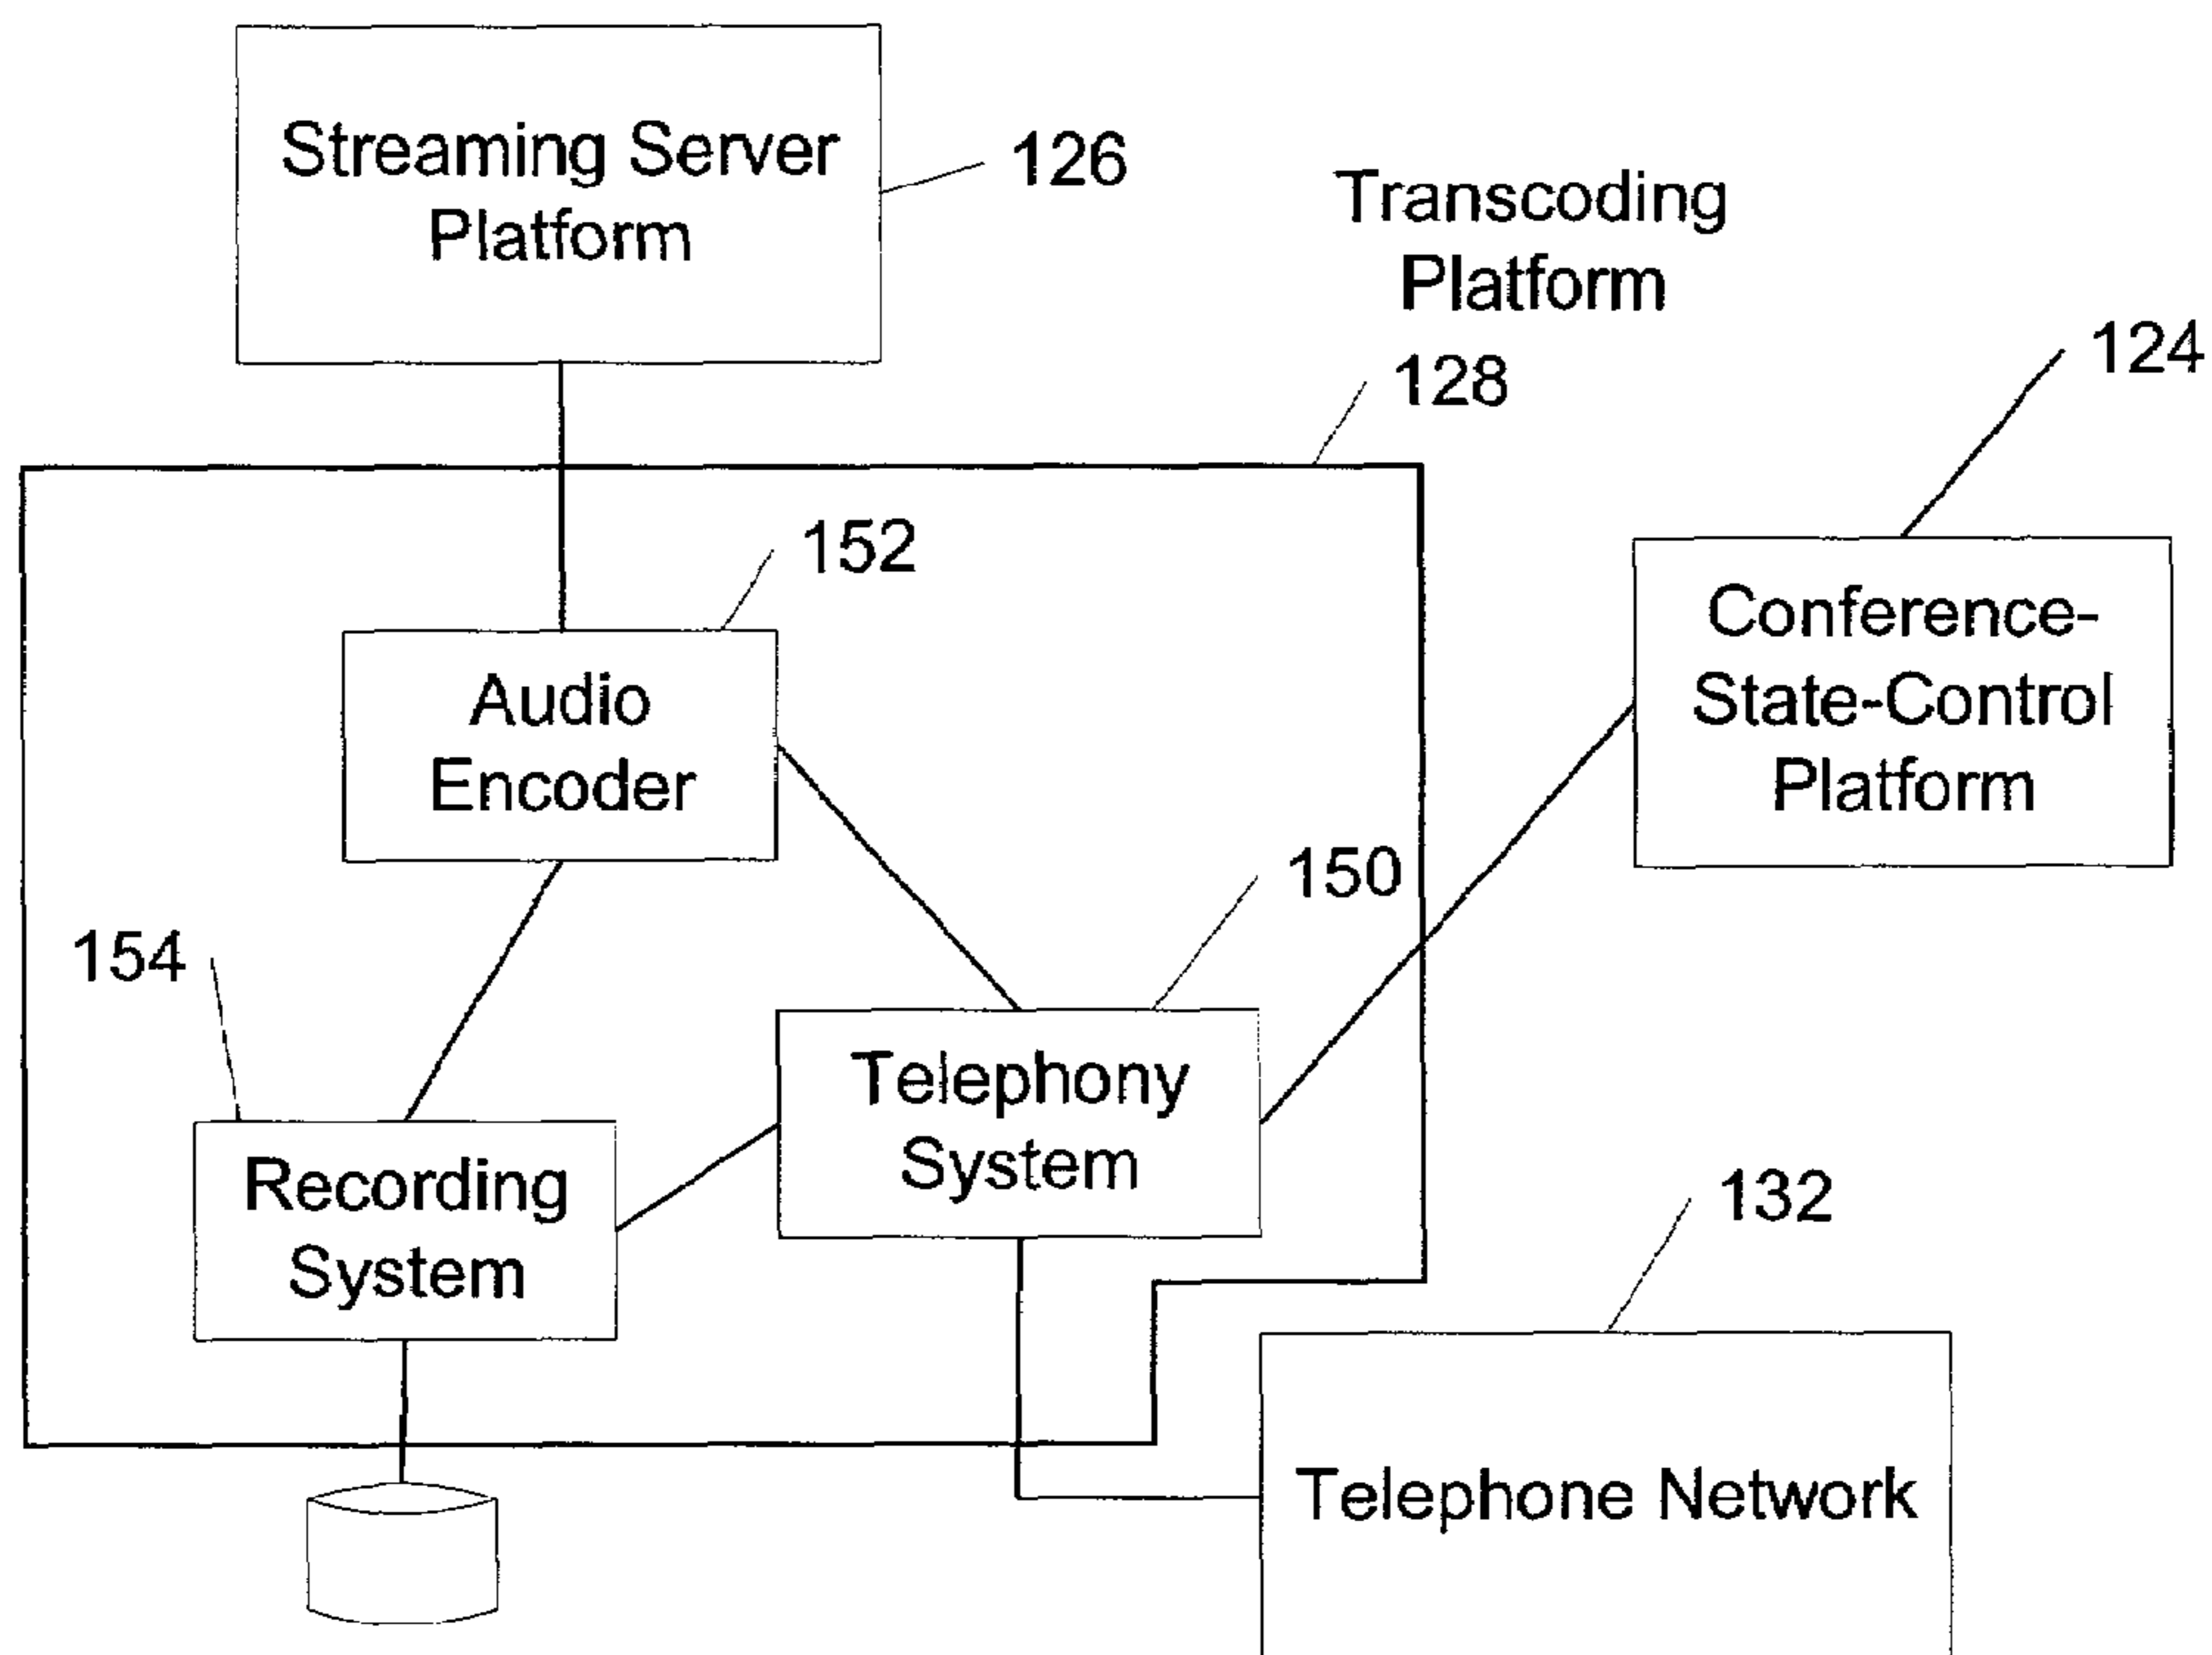 Streaming Server
Platform
126
Transcoding
Platform
128
124
152
Audio
Encoder
Conference-
State-Control
Platform
150
154
Telephony
System
Recording
System
132
Telephone Network